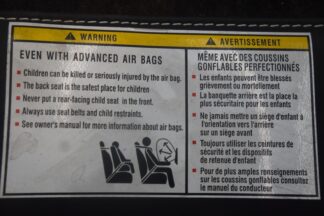 WARNING
EVEN WITH ADVANCED AIR BAGS
Children can be killed or seriously injured by the air bag.
The back seat is the safest place for children
Never put a rear-facing child seat in the front.
Always use seat belts and child restraints.
See owner's manual for more information about air bags.
AVERTISSEMENT
MÊME AVEC DES COUSSINS
GONFLABLES PERFECTIONNÉS
Les enfants peuvent être blessés
grièvement ou mortellement
La banquette arrière est la place la
plus sécuritaire pour les enfants
Ne jamais mettre un siège d'enfant à
l'orientation vers l'arrière
sur un siège avant
Toujours utiliser les ceintures de
sécurité et les dispositifs
de retenue d'enfant
Pour de plus amples renseignements
sur les coussins gonflables consultez
le manuel du conducteur